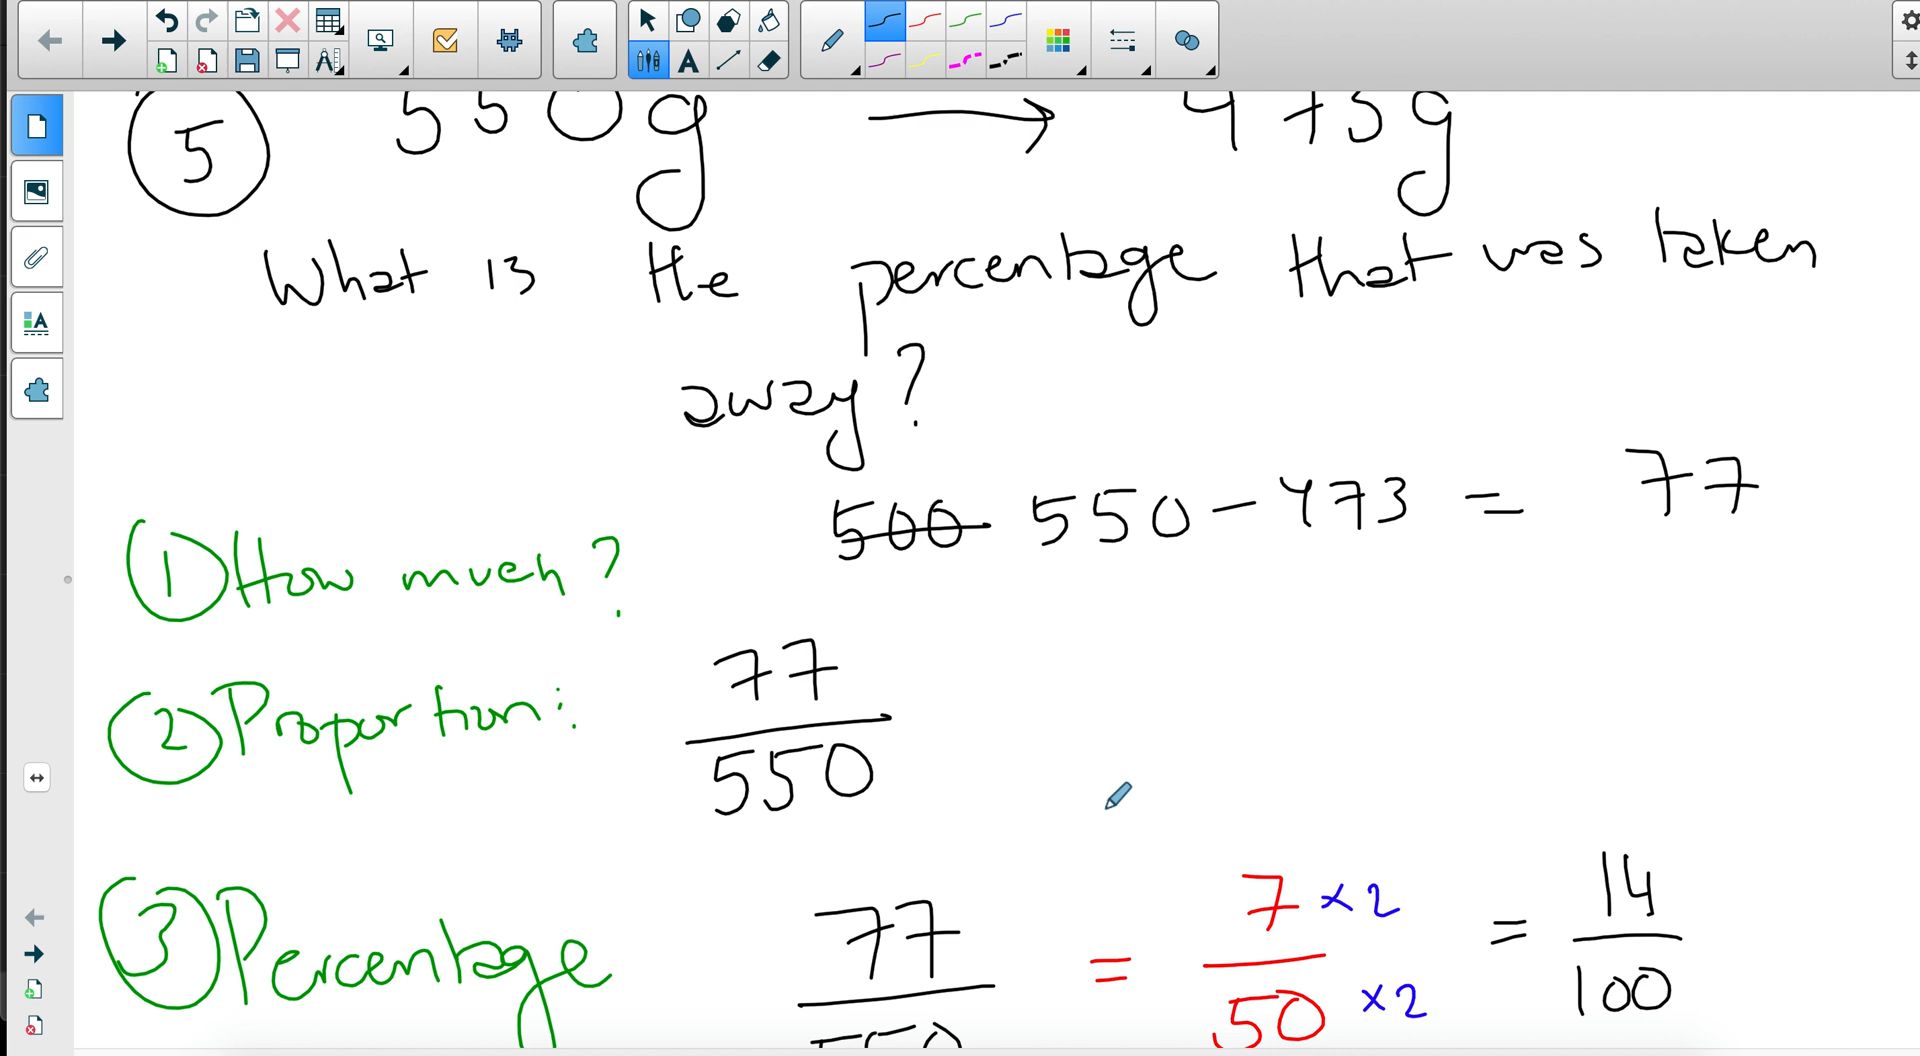 5 550g → 473g
What is the percentage that was taken
away?
500 550 - 473 = 77
1 How much?
2 Proportion: 77/550
3 Percentage 77/550 = 7 ×2/50 ×2 = 14/100